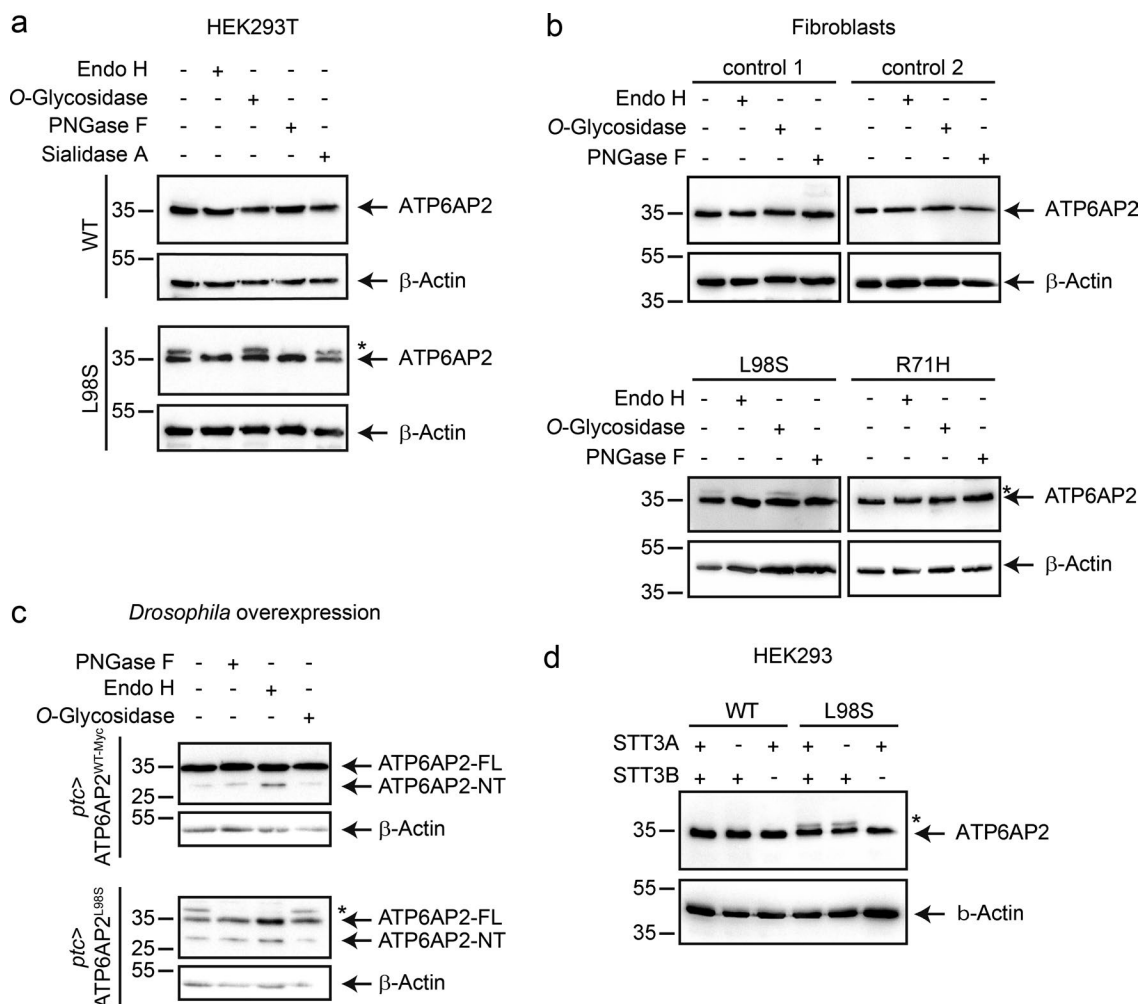 a
HEK293T
Endo H - + - - -
O-Glycosidase - - + - -
PNGase F - - - + -
Sialidase A - - - - +
WT
35
ATP6AP2
55
β-Actin
L98S
35
*
ATP6AP2
55
β-Actin
b
Fibroblasts
control 1 control 2
Endo H - + - - - + - -
O-Glycosidase - - + - - - + -
PNGase F - - - + - - - +
35
ATP6AP2
55
β-Actin
35
L98S R71H
Endo H - + - - - + - -
O-Glycosidase - - + - - - + -
PNGase F - - - + - - - +
35
*
ATP6AP2
55
β-Actin
35
c
Drosophila overexpression
PNGase F - + - -
Endo H - - + -
O-Glycosidase - - - +
ptc>
ATP6AP2WT-Myc
35
ATP6AP2-FL
25
ATP6AP2-NT
55
β-Actin
ptc>
ATP6AP2L98S
*
35
ATP6AP2-FL
25
ATP6AP2-NT
55
β-Actin
d
HEK293
WT L98S
STT3A + - + + - +
STT3B + + - + + -
35
*
ATP6AP2
55
b-Actin
35